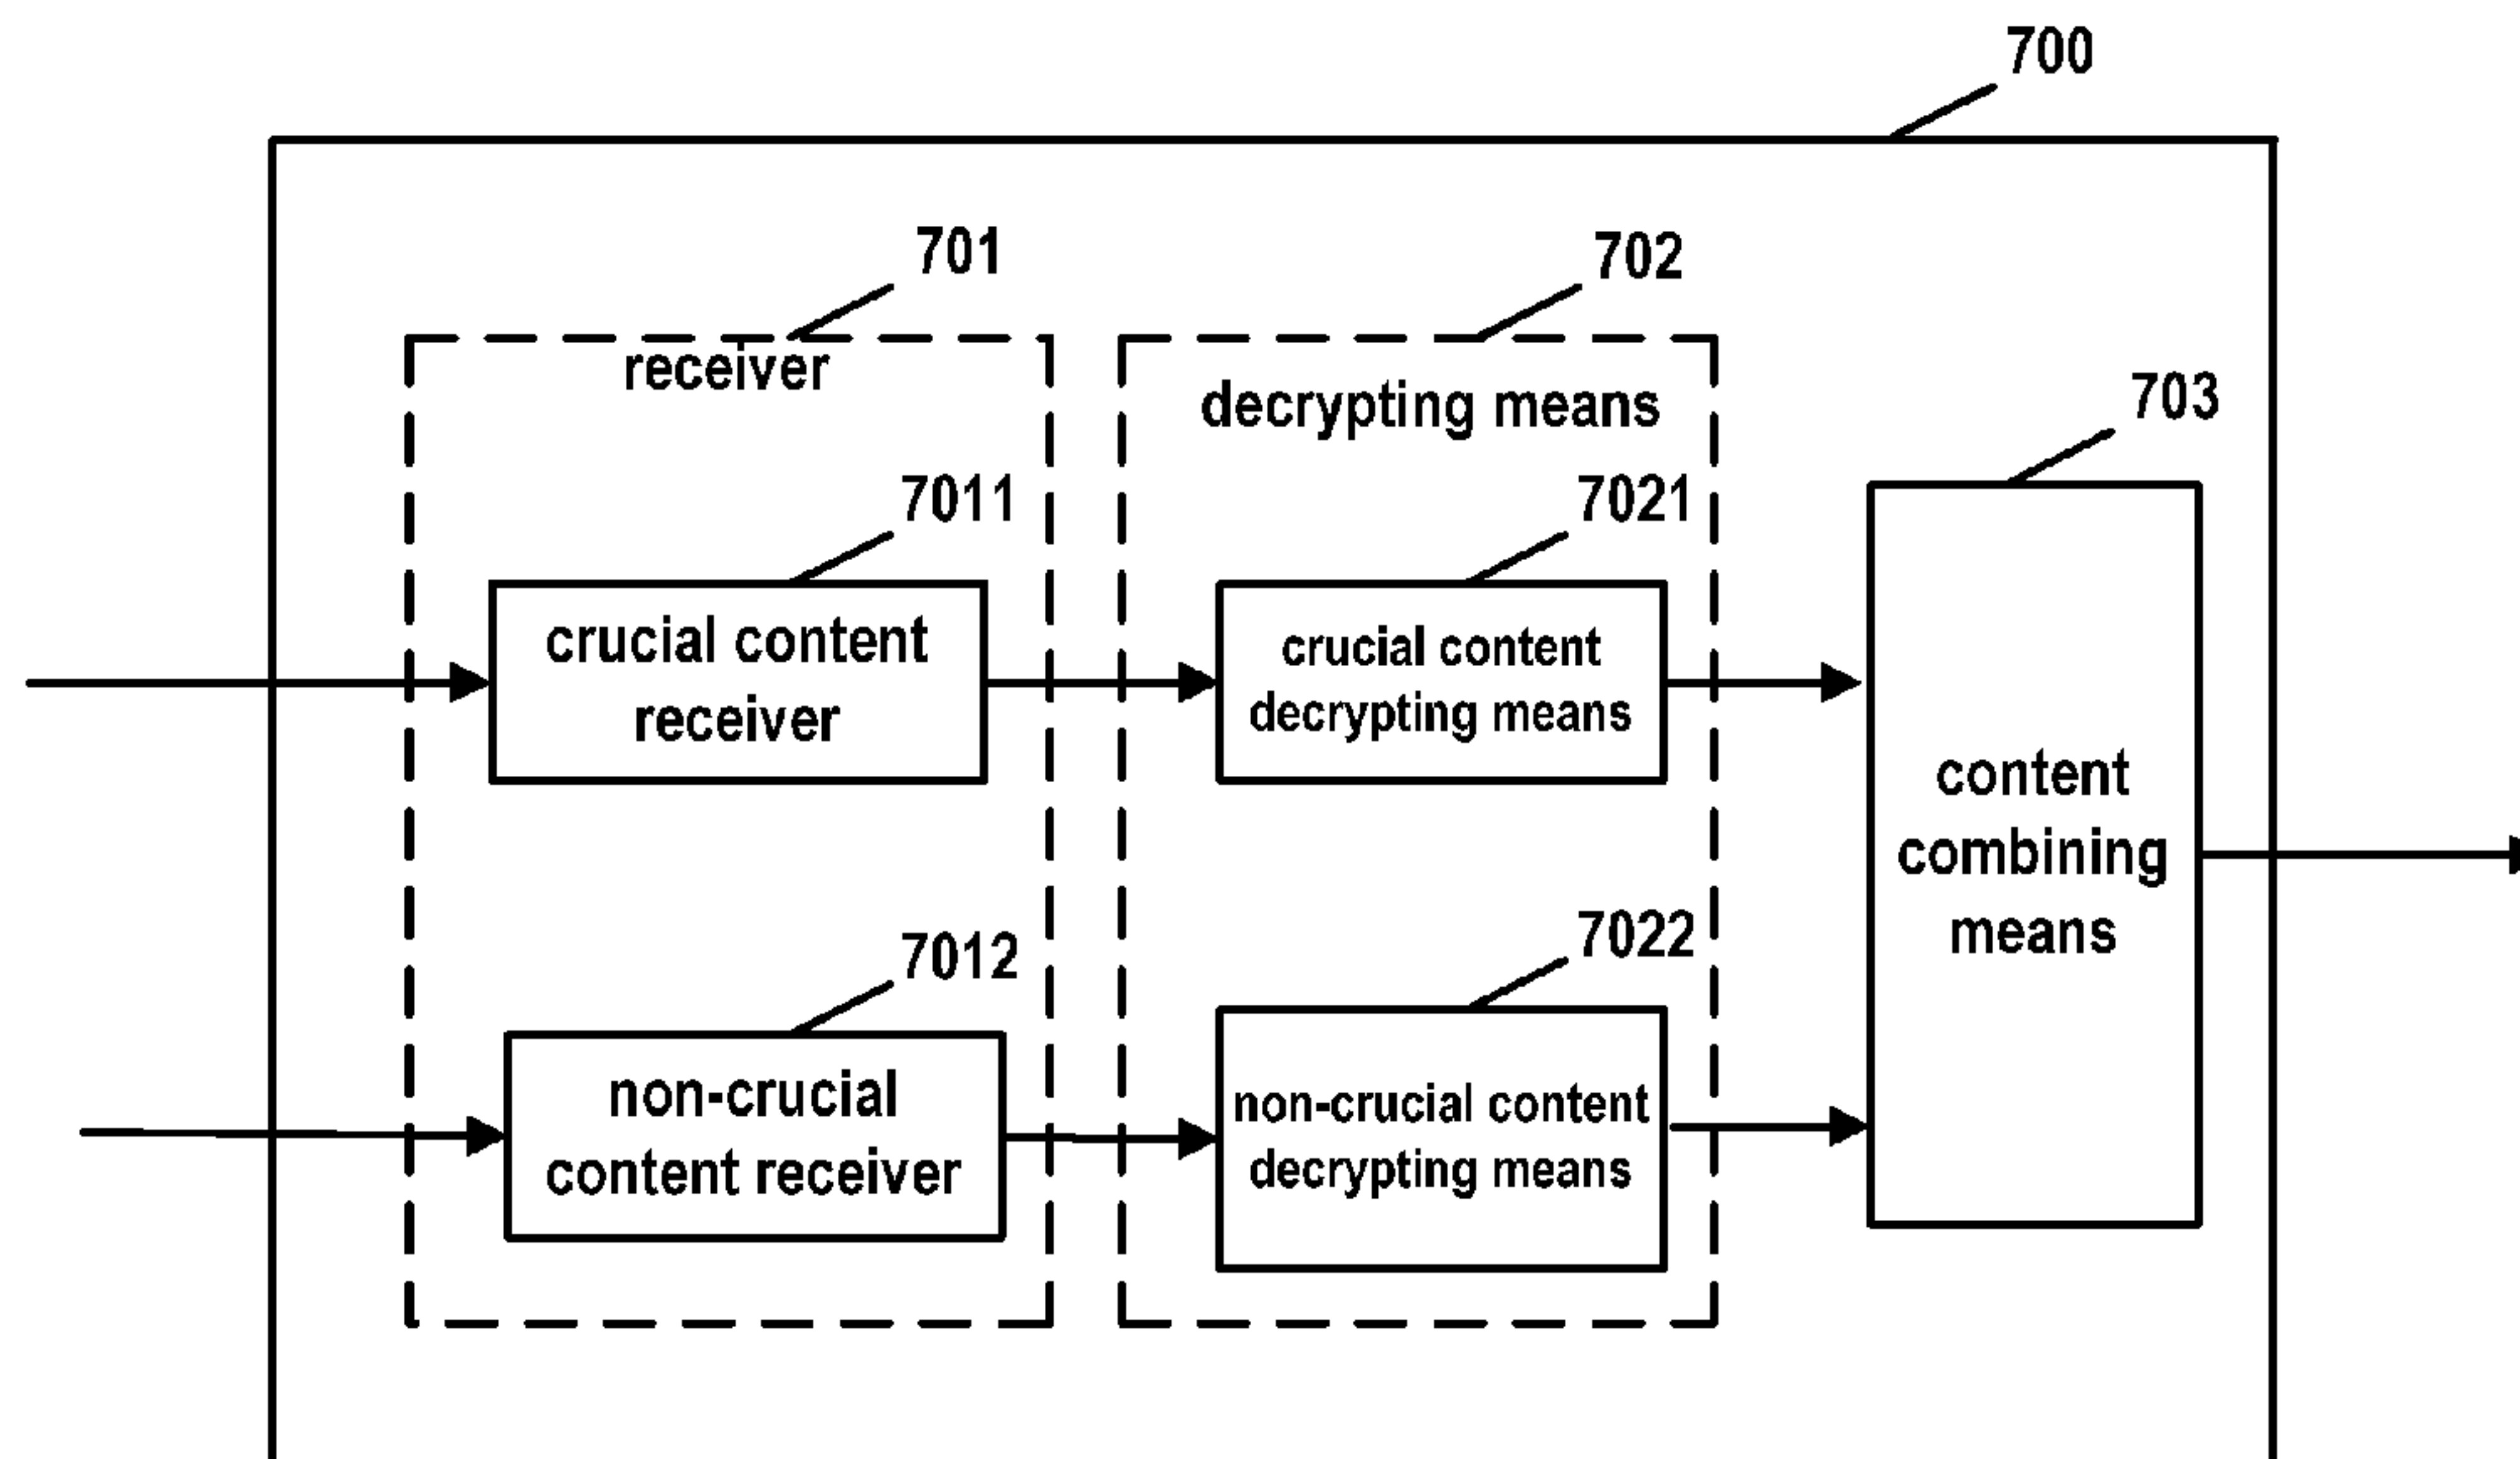 700
701
702
receiver
decrypting means
703
7011
7021
crucial content
receiver
crucial content
decrypting means
content
combining
means
7012
7022
non-crucial
content receiver
non-crucial content
decrypting means